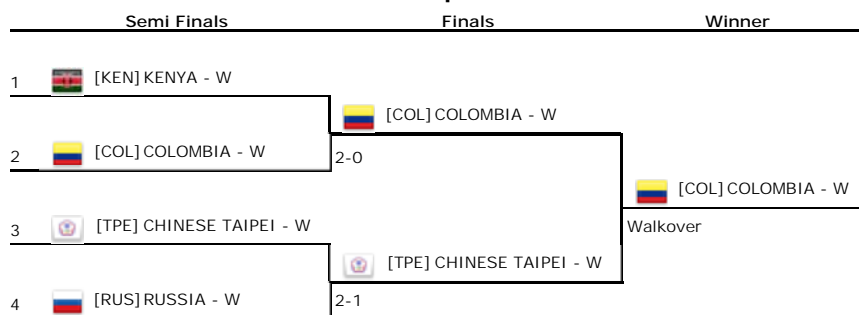 Semi Finals Finals Winner
1 [KEN] KENYA - W
[COL] COLOMBIA - W
2 [COL] COLOMBIA - W 2-0
[COL] COLOMBIA - W
3 [TPE] CHINESE TAIPEI - W Walkover
[TPE] CHINESE TAIPEI - W
4 [RUS] RUSSIA - W 2-1